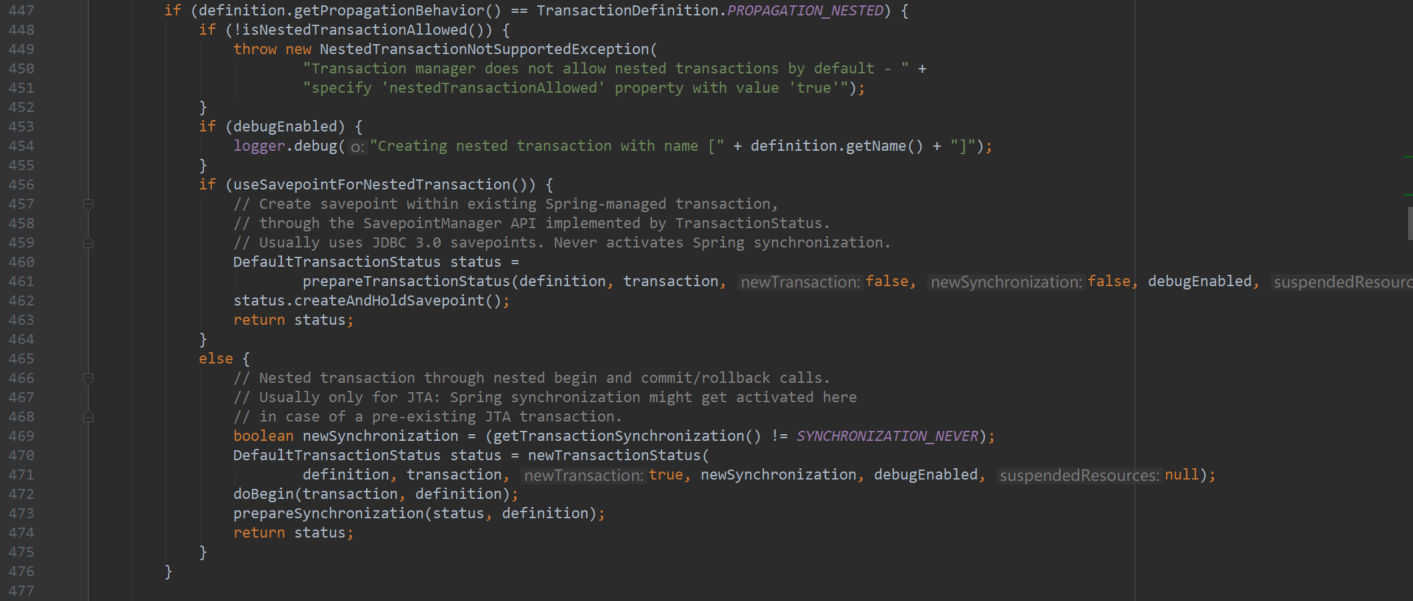 447 if (definition.getPropagationBehavior() == TransactionDefinition.PROPAGATION_NESTED) {
448 if (!isNestedTransactionAllowed()) {
449 throw new NestedTransactionNotSupportedException(
450 "Transaction manager does not allow nested transactions by default - " +
451 "specify 'nestedTransactionAllowed' property with value 'true'");
452 }
453 if (debugEnabled) {
454 logger.debug( o: "Creating nested transaction with name [" + definition.getName() + "]");
455 }
456 if (useSavepointForNestedTransaction()) {
457 // Create savepoint within existing Spring-managed transaction,
458 // through the SavepointManager API implemented by TransactionStatus.
459 // Usually uses JDBC 3.0 savepoints. Never activates Spring synchronization.
460 DefaultTransactionStatus status =
461 prepareTransactionStatus(definition, transaction, newTransaction: false, newSynchronization: false, debugEnabled, suspendedResourc
462 status.createAndHoldSavepoint();
463 return status;
464 }
465 else {
466 // Nested transaction through nested begin and commit/rollback calls.
467 // Usually only for JTA: Spring synchronization might get activated here
468 // in case of a pre-existing JTA transaction.
469 boolean newSynchronization = (getTransactionSynchronization() != SYNCHRONIZATION_NEVER);
470 DefaultTransactionStatus status = newTransactionStatus(
471 definition, transaction, newTransaction: true, newSynchronization, debugEnabled, suspendedResources: null);
472 doBegin(transaction, definition);
473 prepareSynchronization(status, definition);
474 return status;
475 }
476 }
477